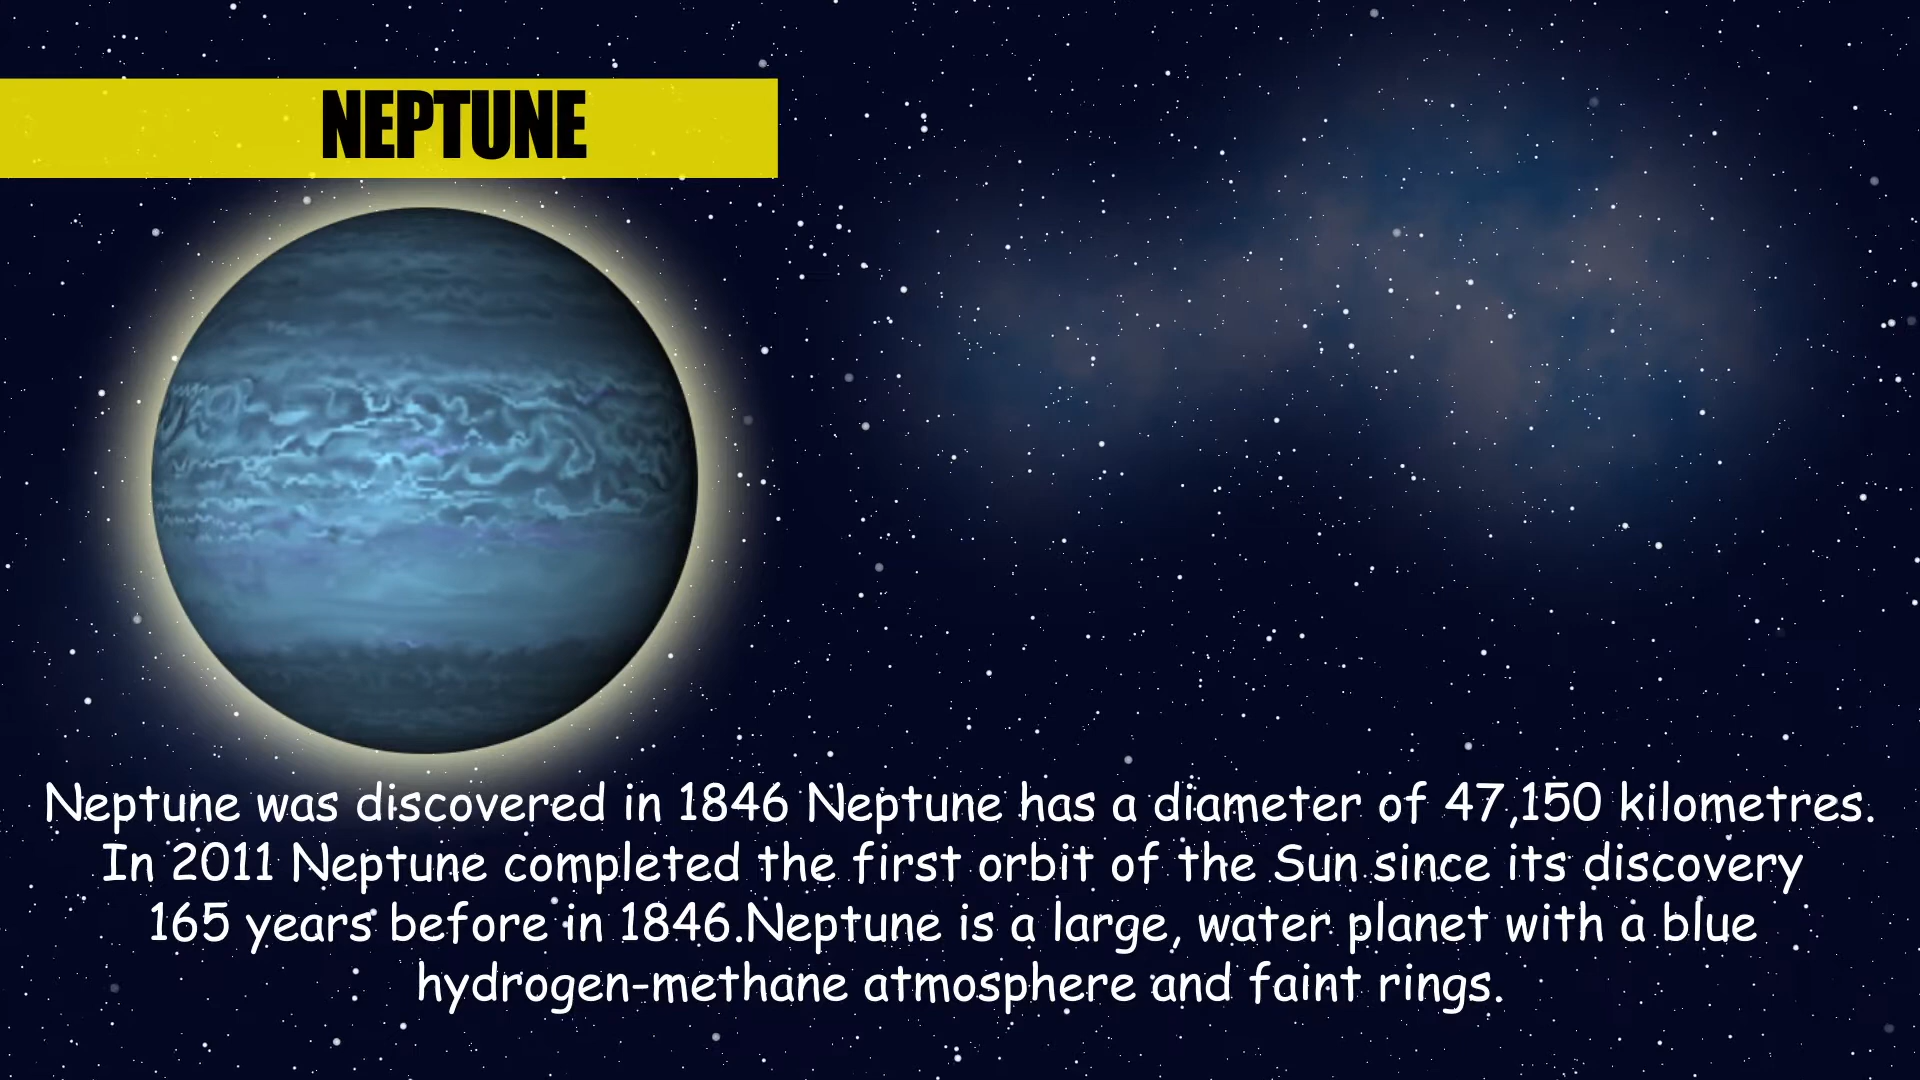 NEPTUNE
Neptune was discovered in 1846 Neptune has a diameter of 47,150 kilometres.
In 2011 Neptune completed the first orbit of the Sun since its discovery
165 years before in 1846.Neptune is a large, water planet with a blue
hydrogen-methane atmosphere and faint rings.